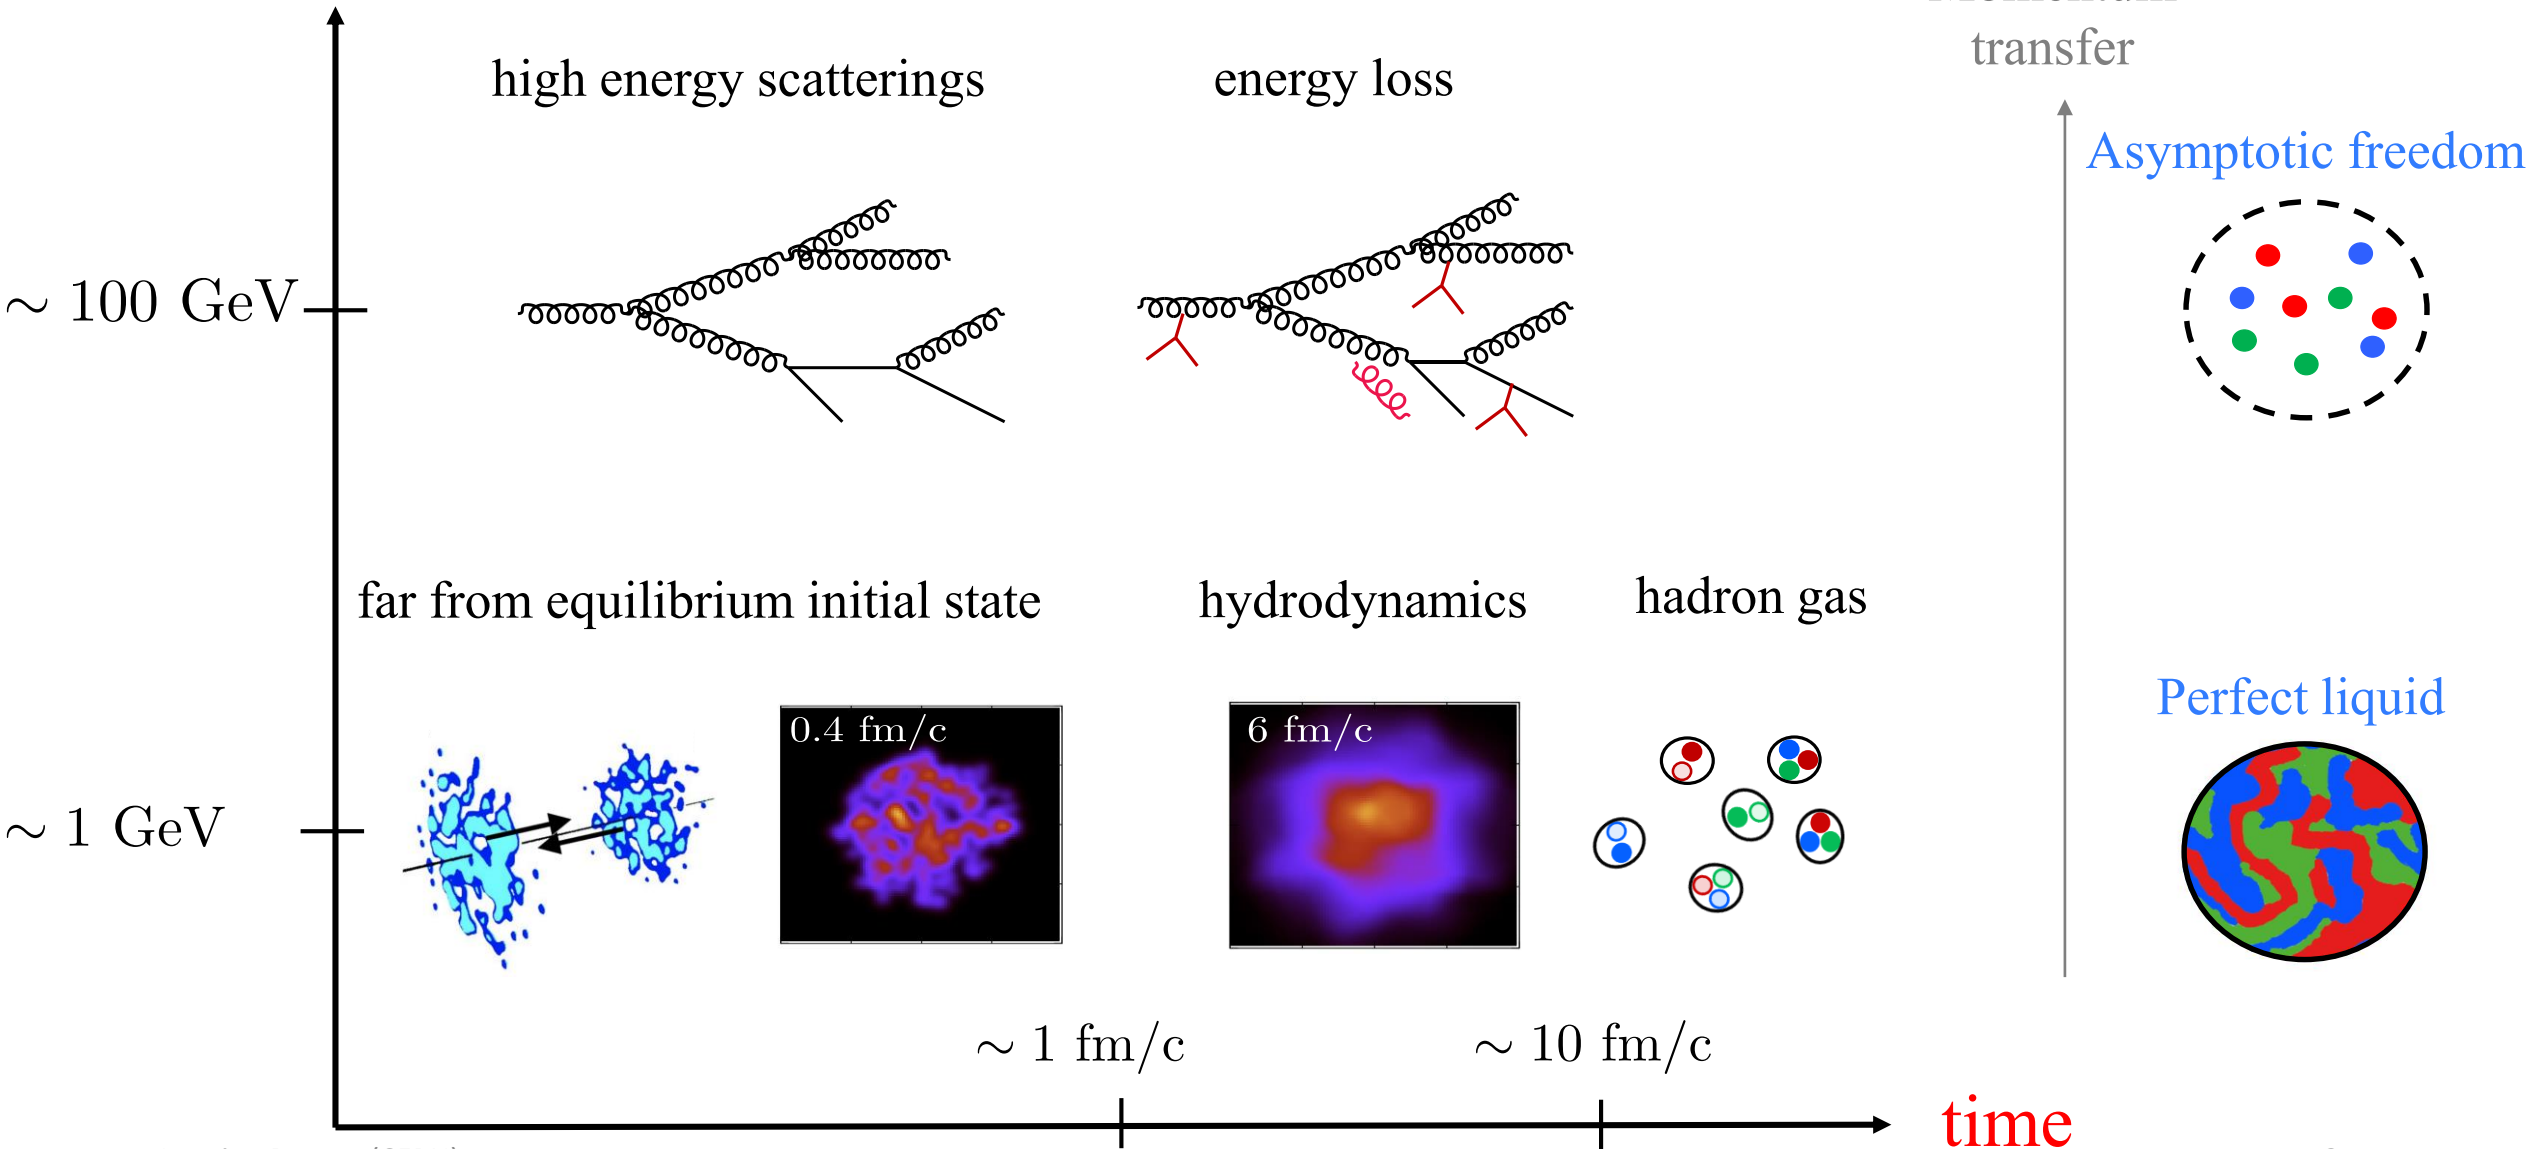 transfer
high energy scatterings
energy loss
Asymptotic freedom
∼ 100 GeV
far from equilibrium initial state
hydrodynamics
hadron gas
Perfect liquid
0.4 fm/c
6 fm/c
∼ 1 GeV
∼ 1 fm/c
∼ 10 fm/c
time